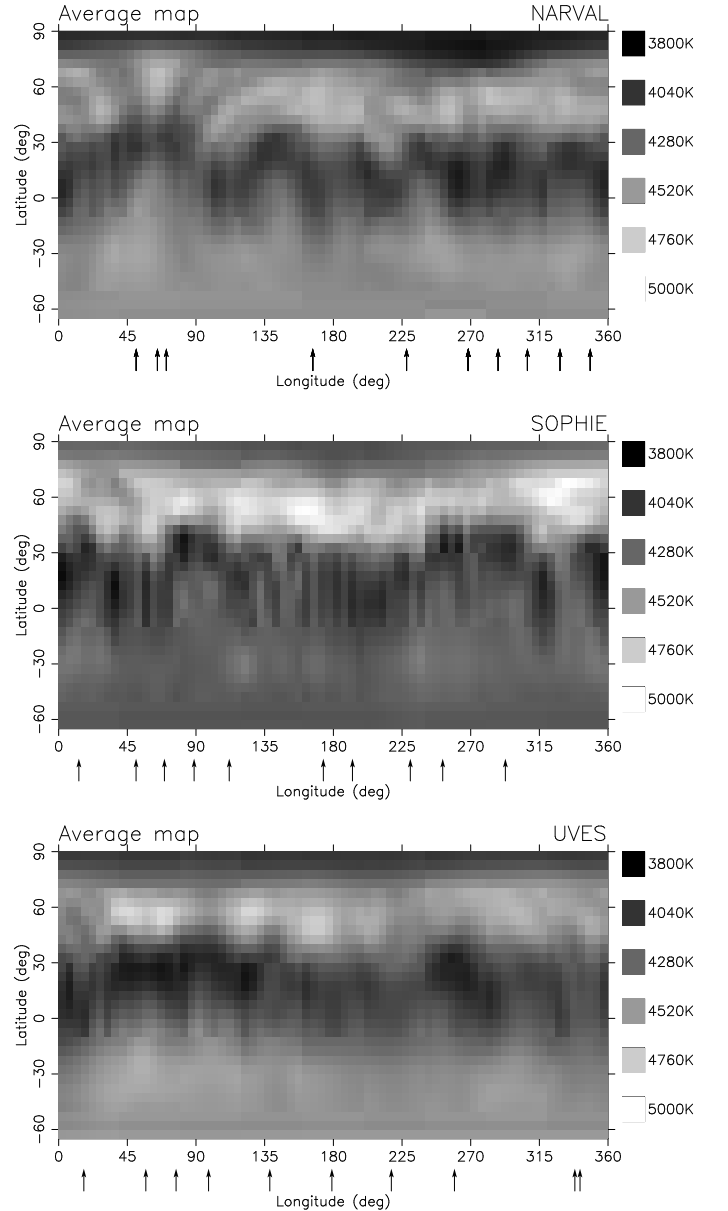 Average map NARVAL
90
60
30
0
−30
−60
Latitude (deg)
0 45 90 135 180 225 270 315 360
Longitude (deg)
3800K
4040K
4280K
4520K
4760K
5000K
Average map SOPHIE
90
60
30
0
−30
−60
Latitude (deg)
0 45 90 135 180 225 270 315 360
Longitude (deg)
3800K
4040K
4280K
4520K
4760K
5000K
Average map UVES
90
60
30
0
−30
−60
Latitude (deg)
0 45 90 135 180 225 270 315 360
Longitude (deg)
3800K
4040K
4280K
4520K
4760K
5000K